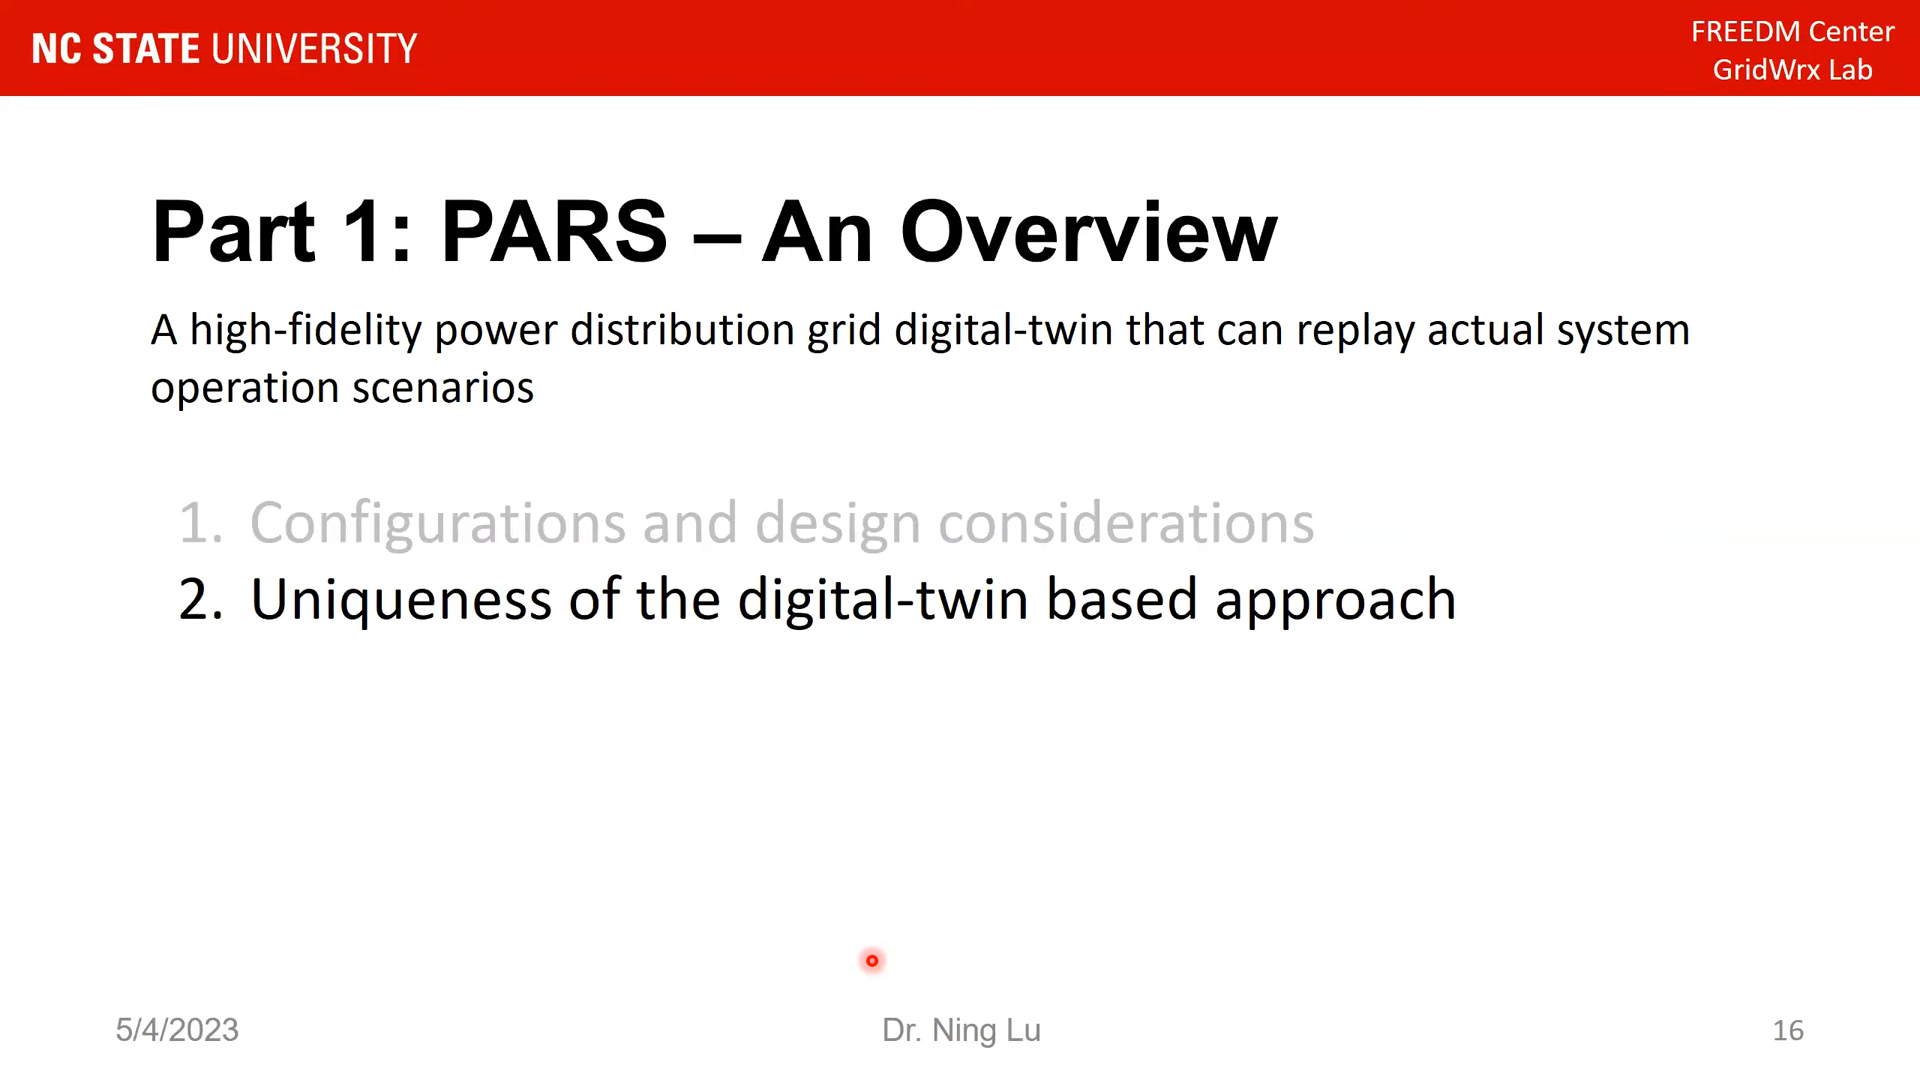 NC STATE UNIVERSITY
FREEDM Center
GridWrx Lab
Part 1: PARS – An Overview
A high-fidelity power distribution grid digital-twin that can replay actual system
operation scenarios
1. Configurations and design considerations
2. Uniqueness of the digital-twin based approach
5/4/2023
Dr. Ning Lu
16